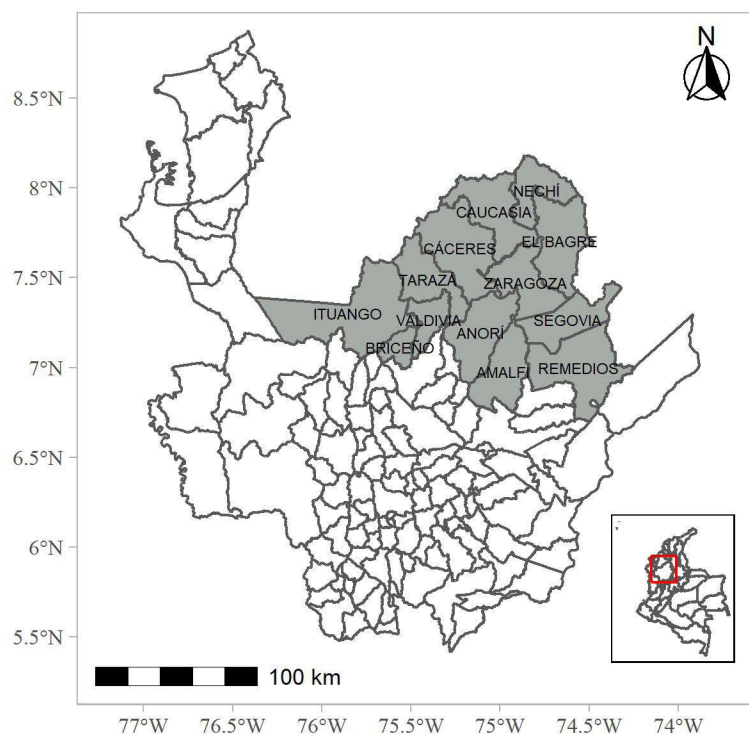 N
8.5°N
8°N
7.5°N
7°N
6.5°N
6°N
5.5°N
NECHÍ
CAUCASIA
EL BAGRE
CÁCERES
TARAZÁ
ZARAGOZA
ITUANGO
VALDIVIA
SEGOVIA
ANORÍ
BRICEÑO
AMALFI
REMEDIOS
100 km
77°W 76.5°W 76°W 75.5°W 75°W 74.5°W 74°W